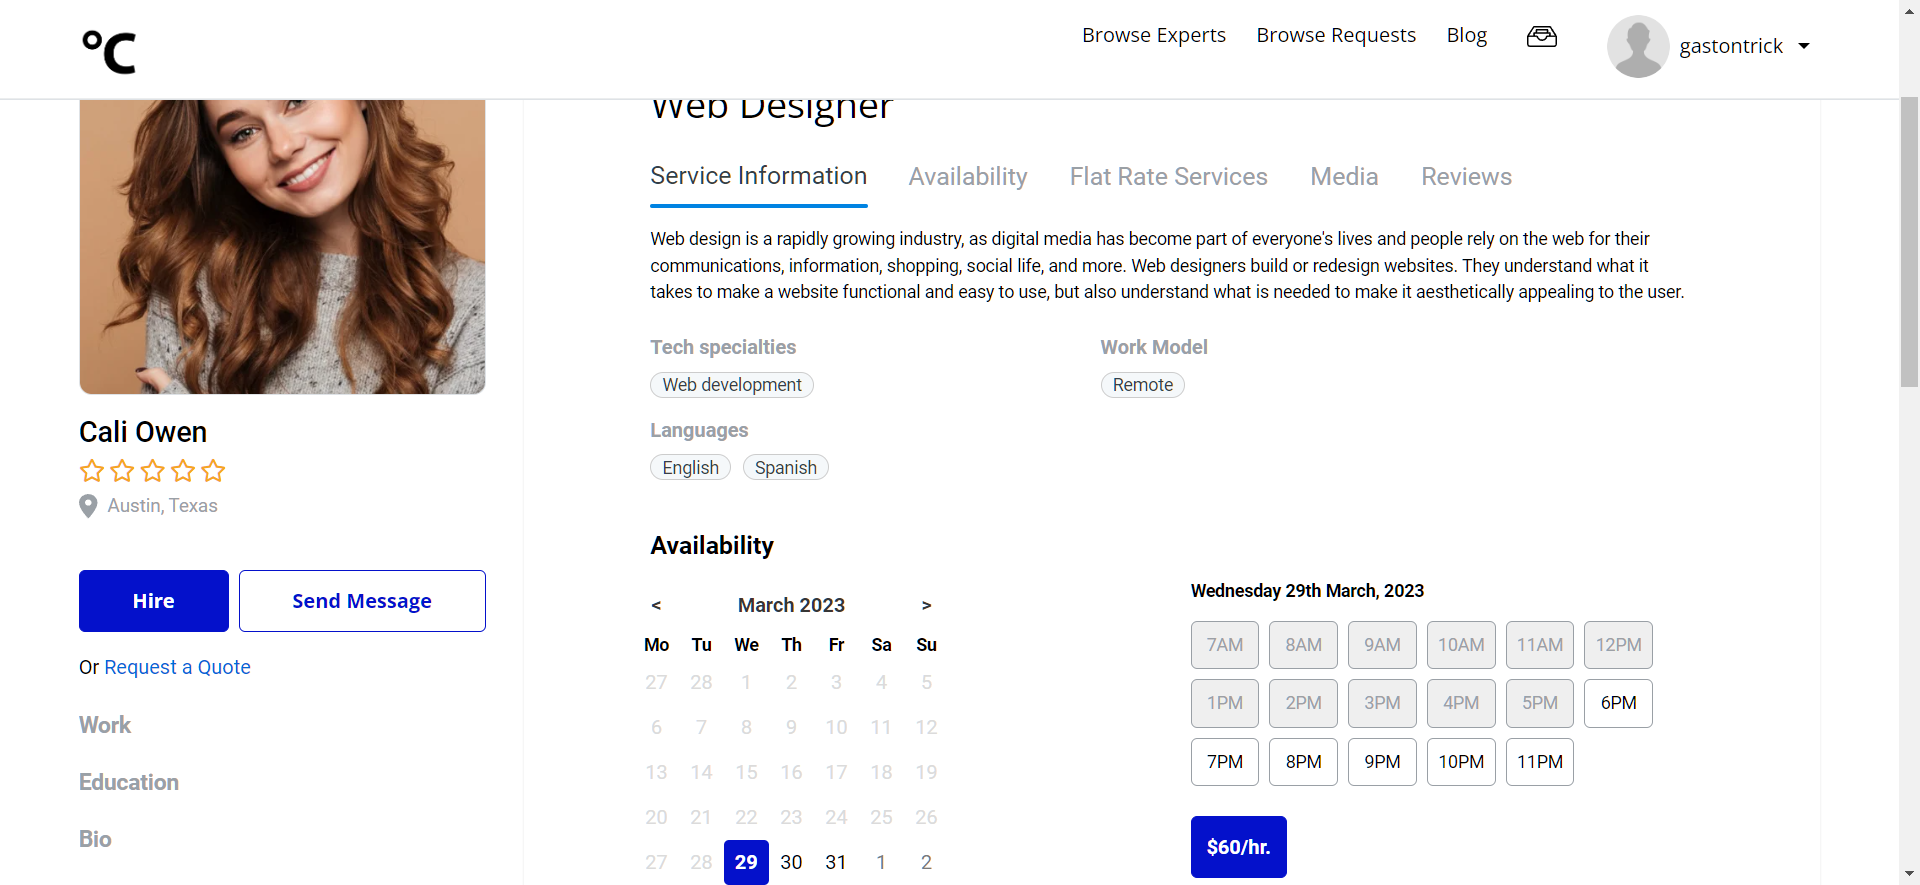 °C
Browse Experts Browse Requests Blog gastontrick
Web Designer
Service Information Availability Flat Rate Services Media Reviews
Web design is a rapidly growing industry, as digital media has become part of everyone's lives and people rely on the web for their
communications, information, shopping, social life, and more. Web designers build or redesign websites. They understand what it
takes to make a website functional and easy to use, but also understand what is needed to make it aesthetically appealing to the user.
Tech specialties Work Model
Web development Remote
Languages
English Spanish
Cali Owen
Austin, Texas
Hire Send Message
Or Request a Quote
Work
Education
Bio
Availability
< March 2023 >
Mo Tu We Th Fr Sa Su
27 28 1 2 3 4 5
6 7 8 9 10 11 12
13 14 15 16 17 18 19
20 21 22 23 24 25 26
27 28 29 30 31 1 2
Wednesday 29th March, 2023
7AM 8AM 9AM 10AM 11AM 12PM
1PM 2PM 3PM 4PM 5PM 6PM
7PM 8PM 9PM 10PM 11PM
$60/hr.